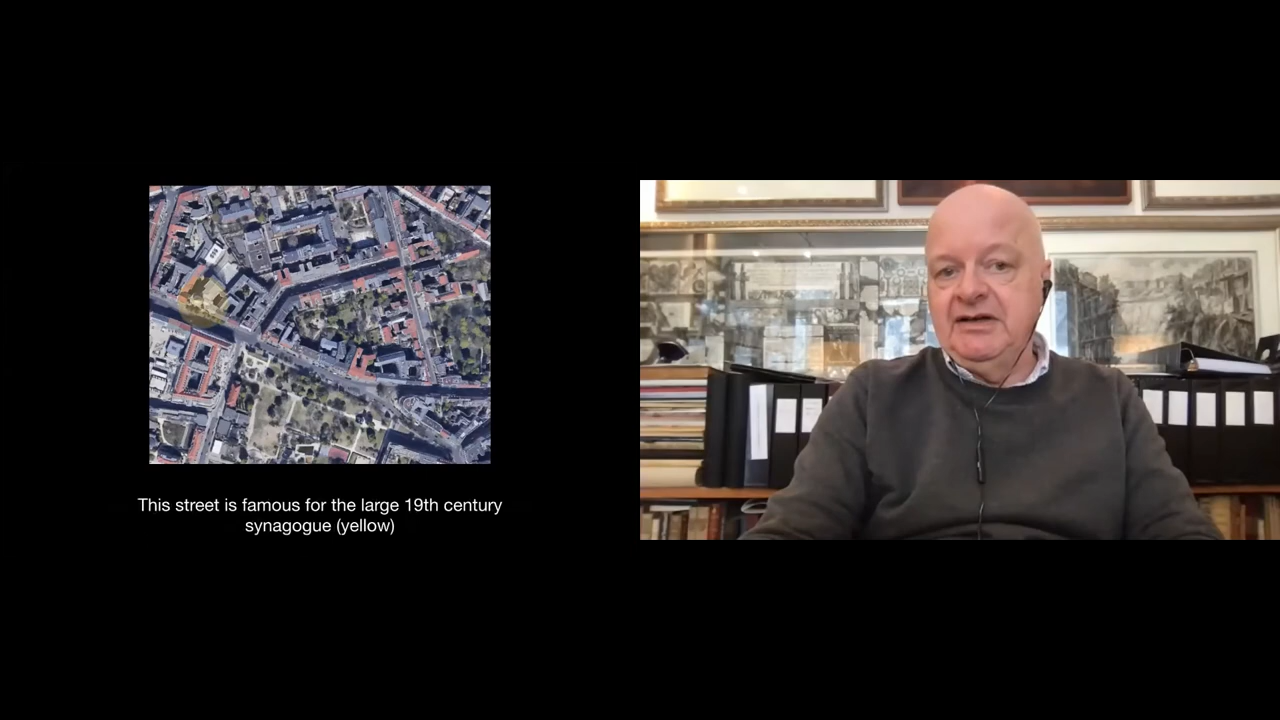 This street is famous for the large 19th century
synagogue (yellow)